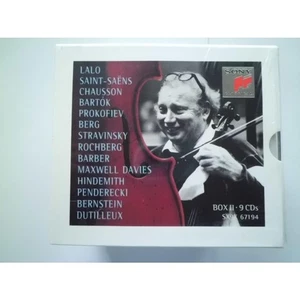 LALO
SAINT-SAËNS
CHAUSSON
BARTÓK
PROKOFIEV
BERG
STRAVINSKY
ROCHBERG
BARBER
MAXWELL DAVIES
HINDEMITH
PENDERECKI
BERNSTEIN
DUTILLEUX
SONY
BOX II · 9 CDs
67194